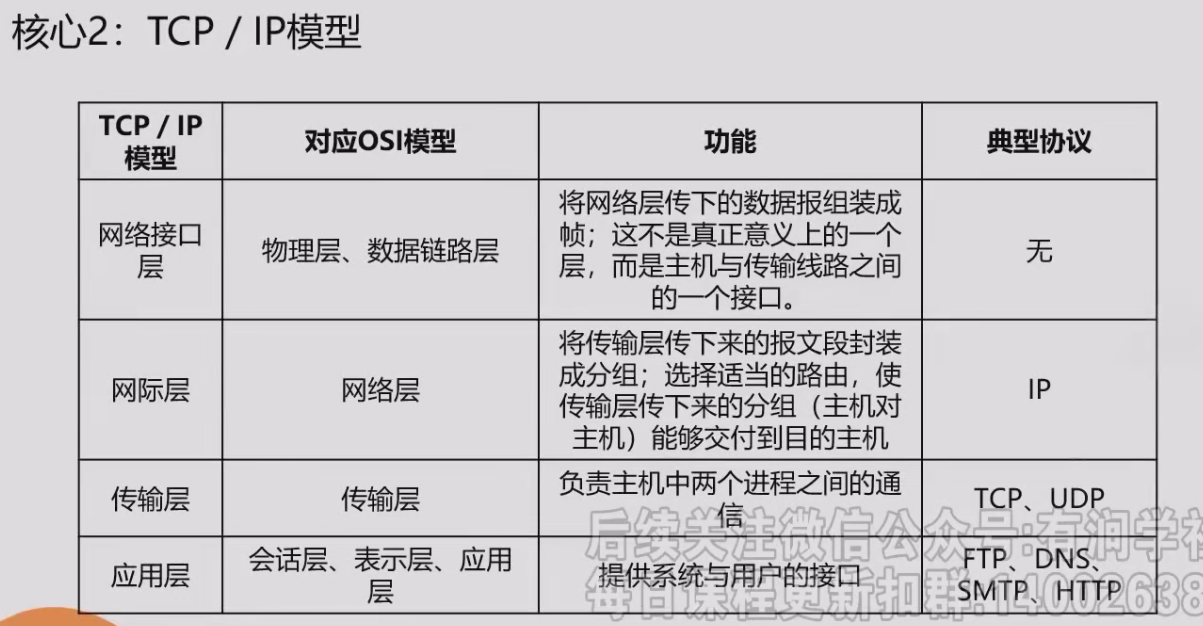 核心2：TCP / IP模型
TCP / IP
模型
对应OSI模型
功能
典型协议
网络接口
层
物理层、数据链路层
将网络层传下的数据报组装成
帧；这不是真正意义上的一个
层，而是主机与传输线路之间
的一个接口。
无
网际层
网络层
将传输层传下来的报文段封装
成分组；选择适当的路由，使
传输层传下来的分组（主机对
主机）能够交付到目的主机
IP
传输层
传输层
负责主机中两个进程之间的通
信
TCP、UDP
应用层
会话层、表示层、应用
层
提供系统与用户的接口
FTP、DNS、
SMTP、HTTP
后续关注微信公众号:有润学社
每日课程更新扣群:14002638